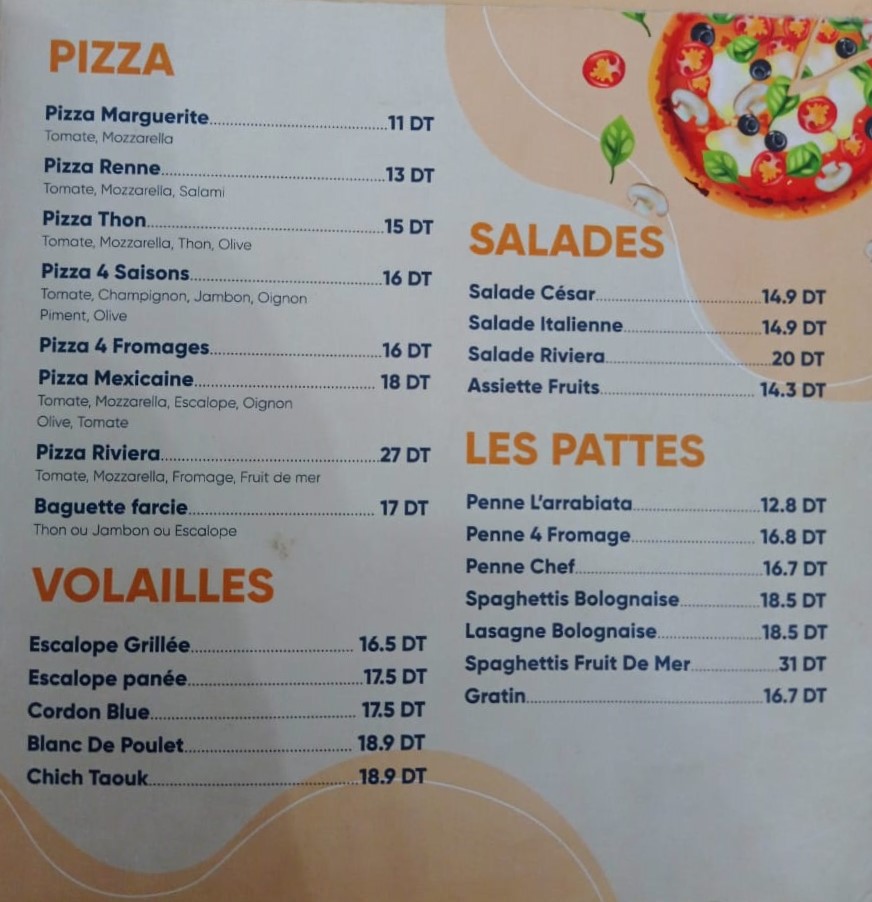 PIZZA
Pizza Marguerite 11 DT
Tomate, Mozzarella
Pizza Renne 13 DT
Tomate, Mozzarella, Salami
Pizza Thon 15 DT
Tomate, Mozzarella, Thon, Olive
Pizza 4 Saisons 16 DT
Tomate, Champignon, Jambon, Oignon
Piment, Olive
Pizza 4 Fromages 16 DT
Pizza Mexicaine 18 DT
Tomate, Mozzarella, Escalope, Oignon
Olive, Tomate
Pizza Riviera 27 DT
Tomate, Mozzarella, Fromage, Fruit de mer
Baguette farcie 17 DT
Thon ou Jambon ou Escalope
VOLAILLES
Escalope Grillée 16.5 DT
Escalope panée 17.5 DT
Cordon Blue 17.5 DT
Blanc De Poulet 18.9 DT
Chich Taouk 18.9 DT
SALADES
Salade César 14.9 DT
Salade Italienne 14.9 DT
Salade Riviera 20 DT
Assiette Fruits 14.3 DT
LES PATTES
Penne L'arrabiata 12.8 DT
Penne 4 Fromage 16.8 DT
Penne Chef 16.7 DT
Spaghettis Bolognaise 18.5 DT
Lasagne Bolognaise 18.5 DT
Spaghettis Fruit De Mer 31 DT
Gratin 16.7 DT